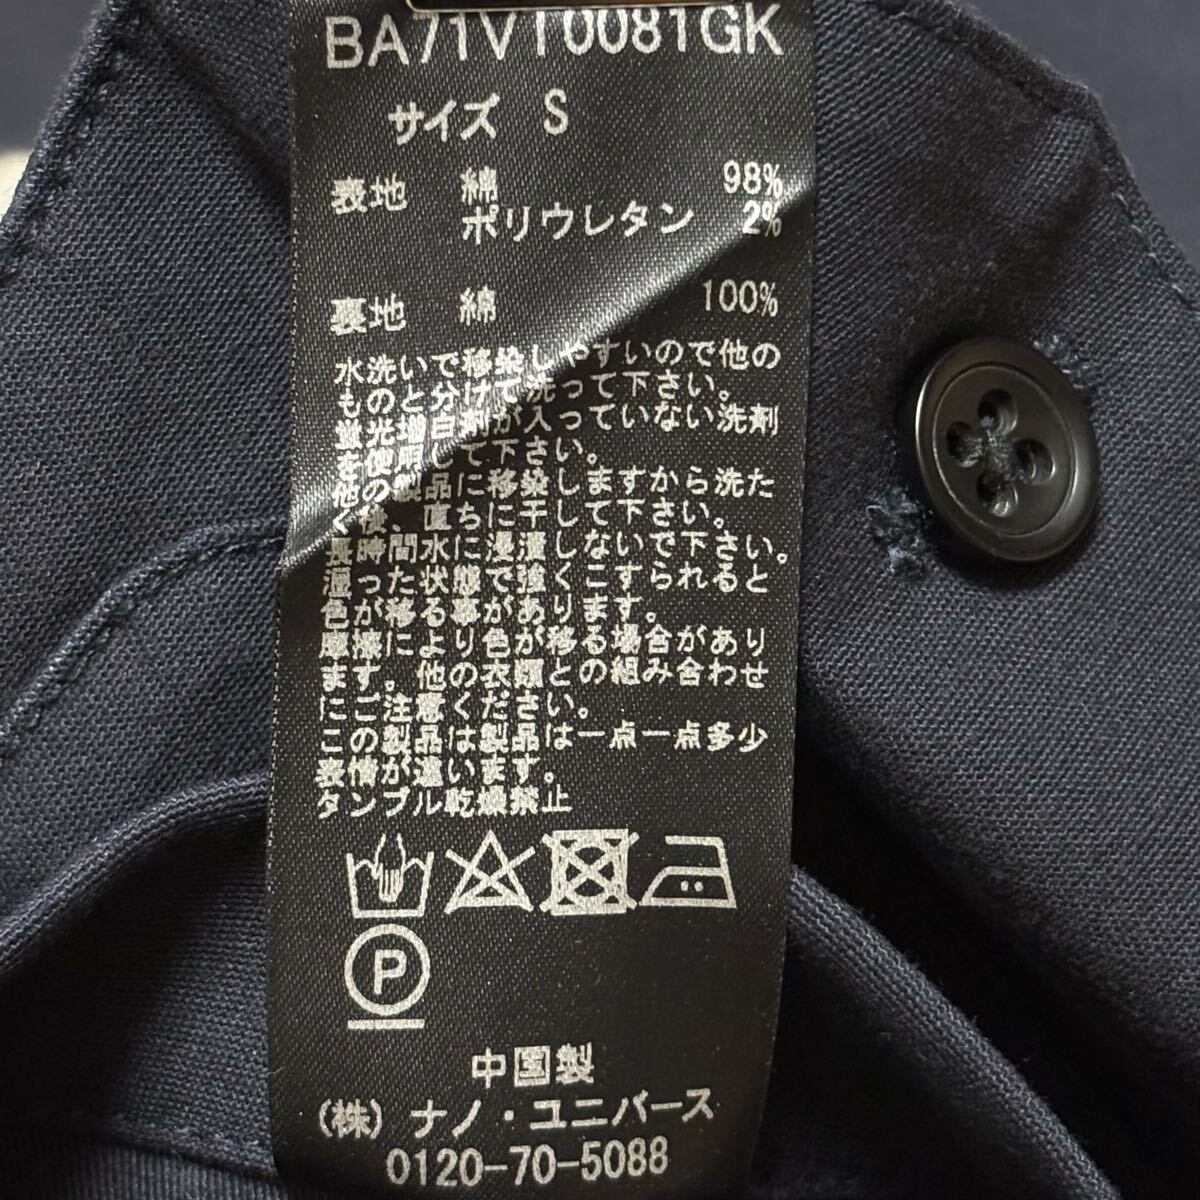 BA71VT0081GK
サイズ S
表地 綿 98%
ポリウレタン 2%
裏地 綿 100%
水洗いで移染しやすいので他の
ものと分けて洗って下さい。
蛍光増白剤が入っていない洗剤
を使用して下さい。
他の製品に移染しますから洗た
く後、直ちに干して下さい。
長時間水に浸漬しないで下さい。
湿った状態で強くこすられると
色が移る事があります。
摩擦により色が移る場合があり
ます。他の衣類との組み合わせ
にご注意ください。
この製品は製品は一点一点多少
表情が違います。
タンブル乾燥禁止
P
中国製
(株) ナノ・ユニバース
0120-70-5088